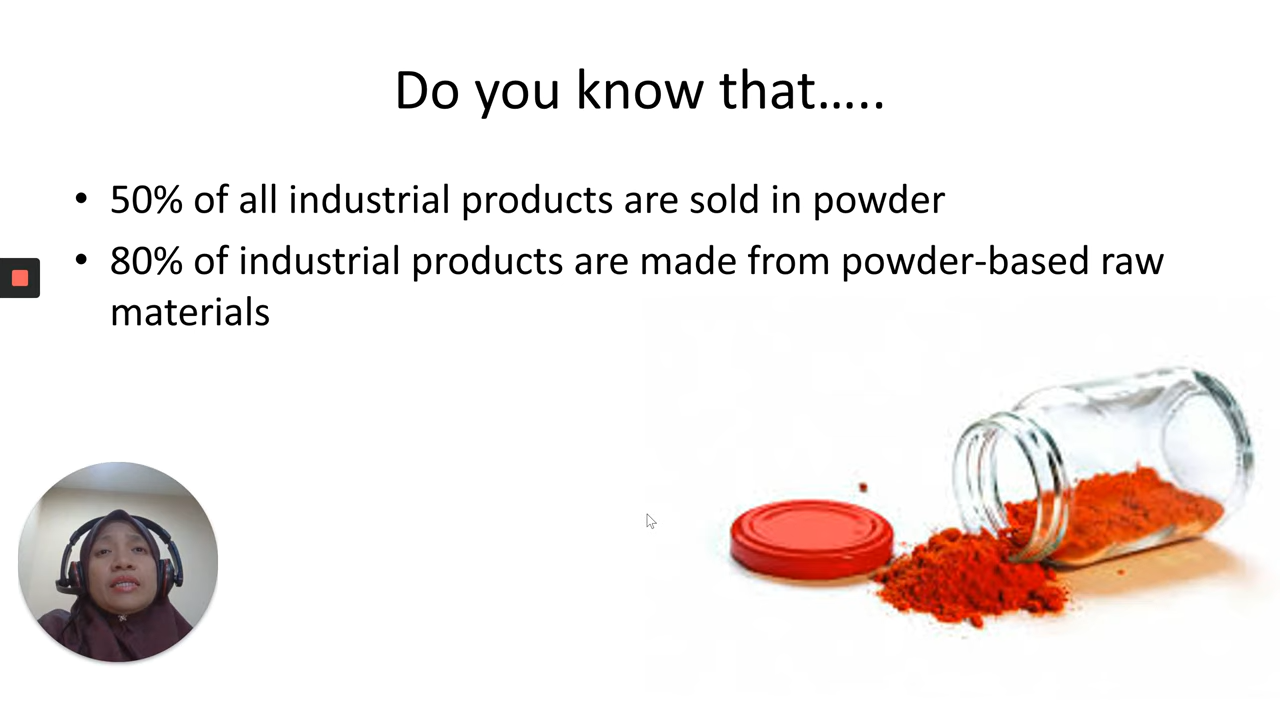 Do you know that…..
• 50% of all industrial products are sold in powder
• 80% of industrial products are made from powder-based raw
materials